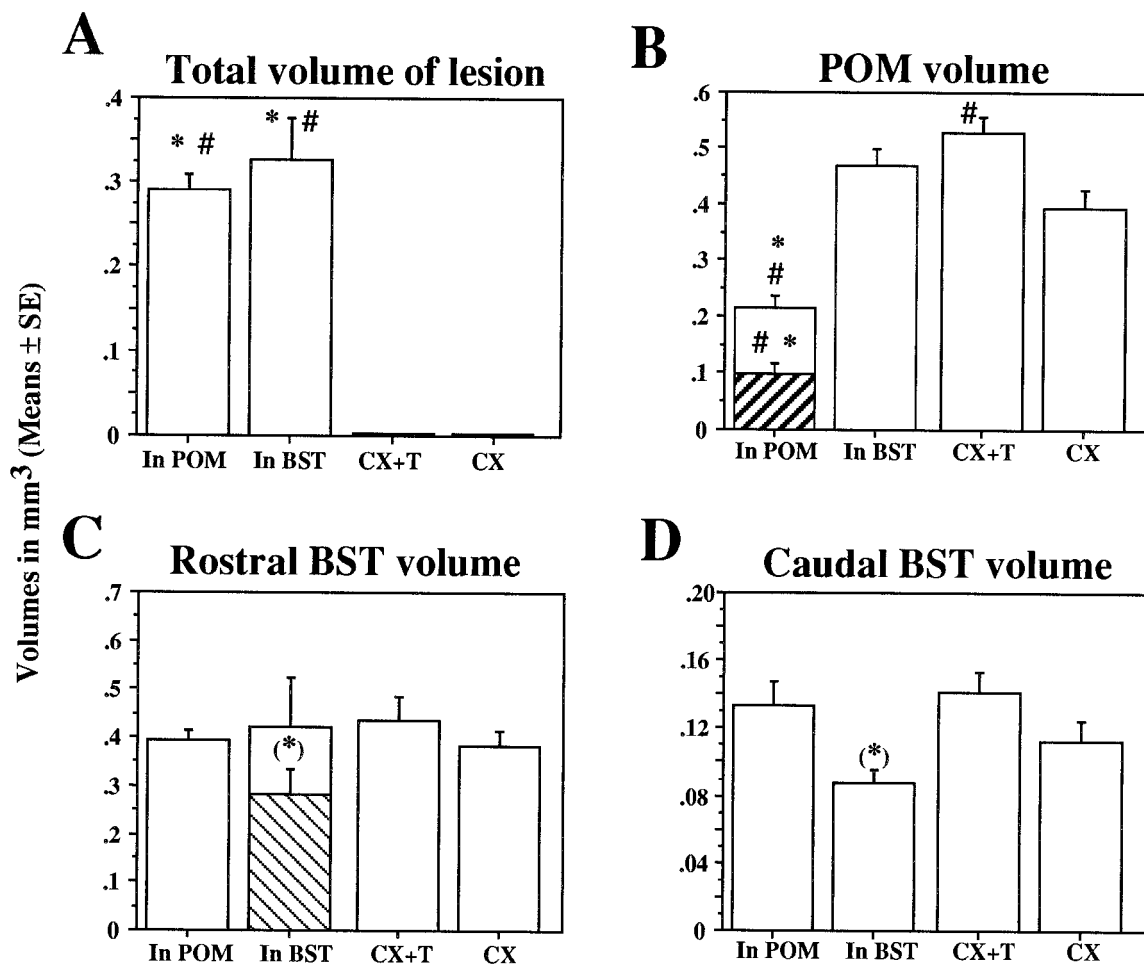 Volumes in mm³ (Means ± SE)
A
Total volume of lesion
.4
.3
.2
.1
0
* #
* #
In POM In BST CX+T CX
B
POM volume
.6
.5
.4
.3
.2
.1
0
*
#
# *
#
In POM In BST CX+T CX
C
Rostral BST volume
.7
.6
.5
.4
.3
.2
.1
0
(*)
In POM In BST CX+T CX
D
Caudal BST volume
.20
.16
.12
.08
.04
0
(*)
In POM In BST CX+T CX